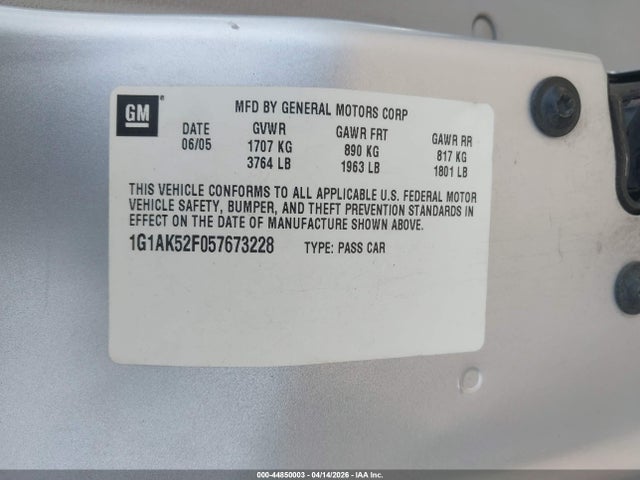 GM
MFD BY GENERAL MOTORS CORP
DATE GVWR GAWR FRT GAWR RR
06/05 1707 KG 890 KG 817 KG
3764 LB 1963 LB 1801 LB
THIS VEHICLE CONFORMS TO ALL APPLICABLE U.S. FEDERAL MOTOR
VEHICLE SAFETY, BUMPER, AND THEFT PREVENTION STANDARDS IN
EFFECT ON THE DATE OF MANUFACTURE SHOWN ABOVE.
1G1AK52F057673228 TYPE: PASS CAR
000-44850003 - 04/14/2026 - IAA Inc.